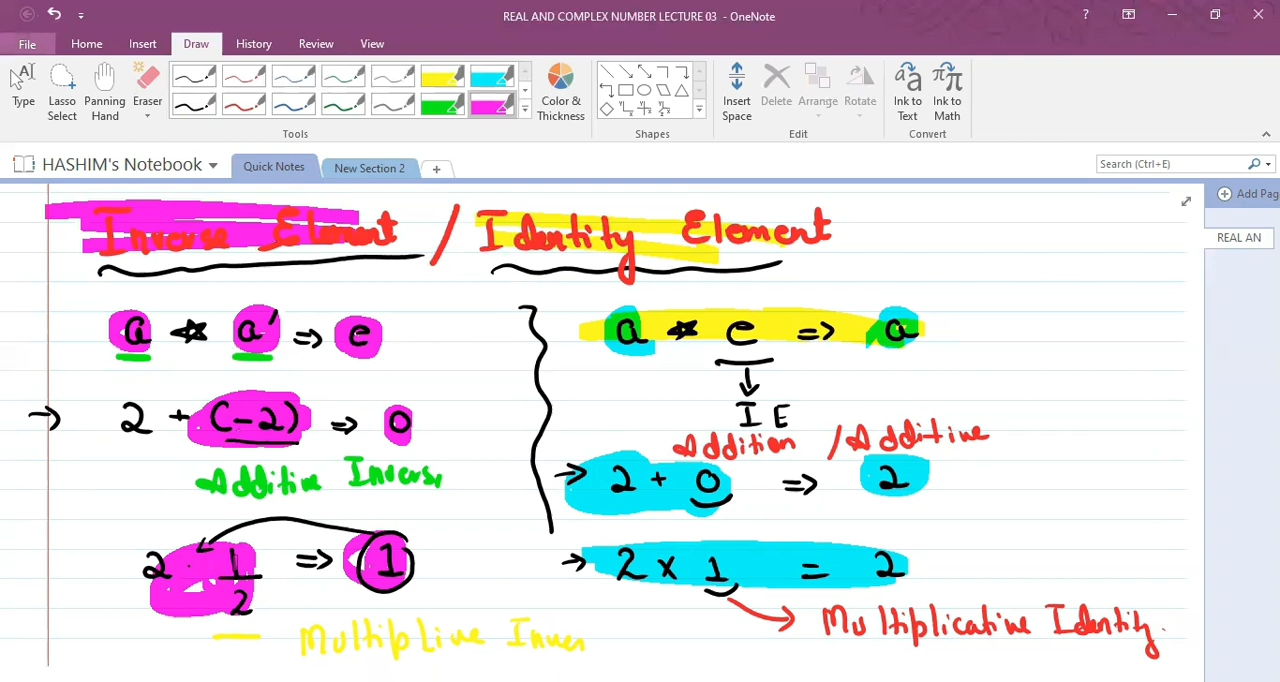 REAL AND COMPLEX NUMBER LECTURE 03 - OneNote
File Home Insert Draw History Review View
Type
Lasso Select
Panning Hand
Eraser
Color & Thickness
Insert Space
Delete
Arrange
Rotate
Ink to Text
Ink to Math
Tools
Shapes
Edit
Convert
HASHIM's Notebook
Quick Notes
New Section 2
Search (Ctrl+E)
Add Pag
REAL AN
Inverse Element / Identity Element
a * a' => e
2 + (-2) => 0
Additive Inverse
2 · 1/2 => 1
Multiplive Inver
a * e => a
I E
Addition / Additive
2 + 0 => 2
2 x 1 = 2
Multiplicative Identity.